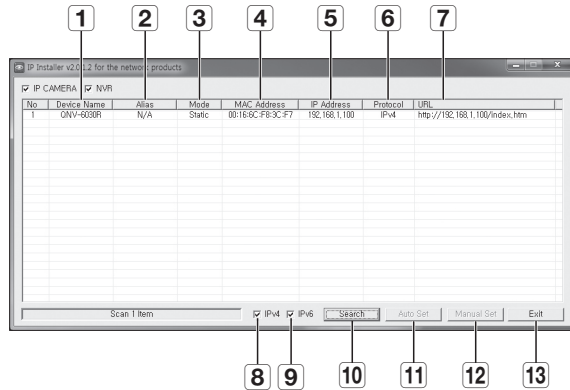 1 2 3 4 5 6 7
IP Installer v2.0.1.2 for the network products
IP CAMERA NVR
No Device Name Alias Mode MAC Address IP Address Protocol URL
1 QNV-6030R N/A Static 00:16:6C:F8:3C:F7 192,168,1,100 IPv4 http://192,168,1,100/index,htm
Scan 1 Item IPv4 IPv6 Search Auto Set Manual Set Exit
8 9 10 11 12 13